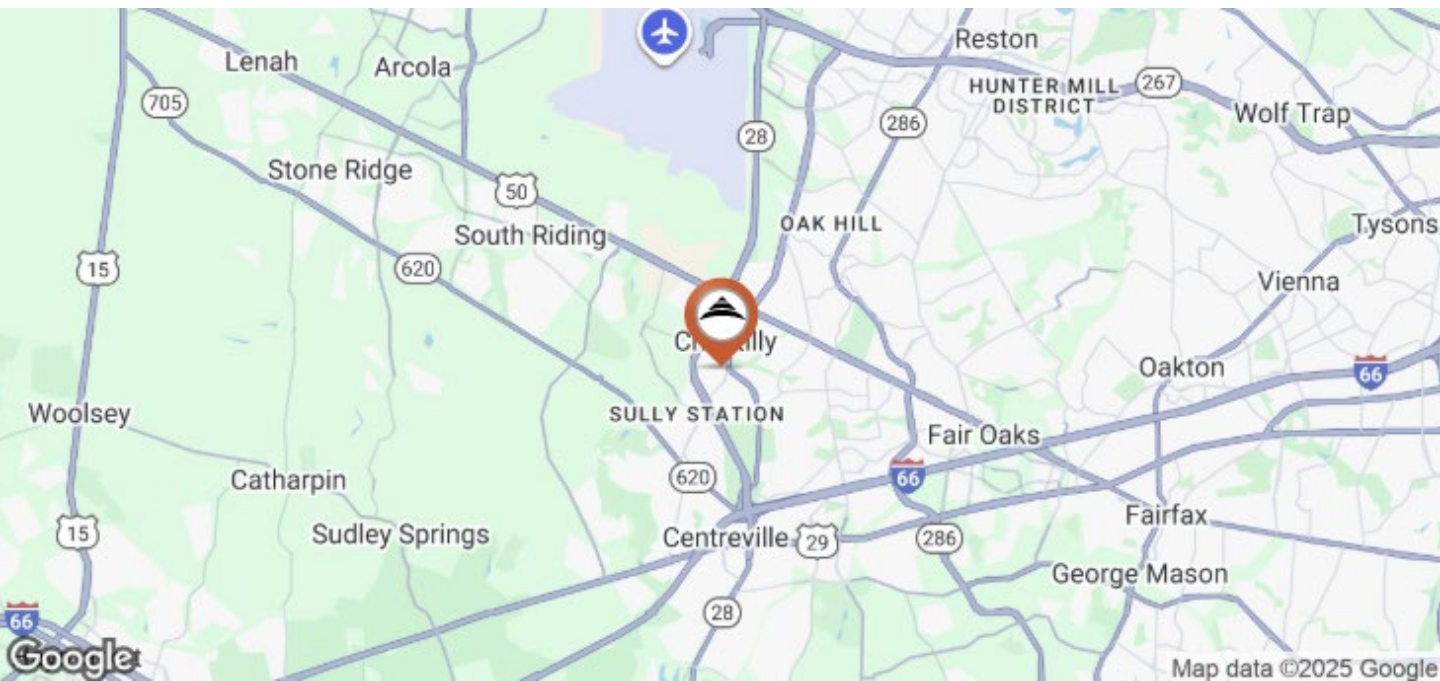 Reston
Lenah
Arcola
HUNTER MILL
DISTRICT
267
705
Wolf Trap
286
28
Stone Ridge
50
OAK HILL
Tysons
South Riding
15
620
Vienna
Oakton
66
Woolsey
SULLY STATION
Fair Oaks
620
66
Catharpin
Fairfax
15
Sudley Springs
Centreville
29
286
George Mason
28
66
Google
Map data ©2025 Google